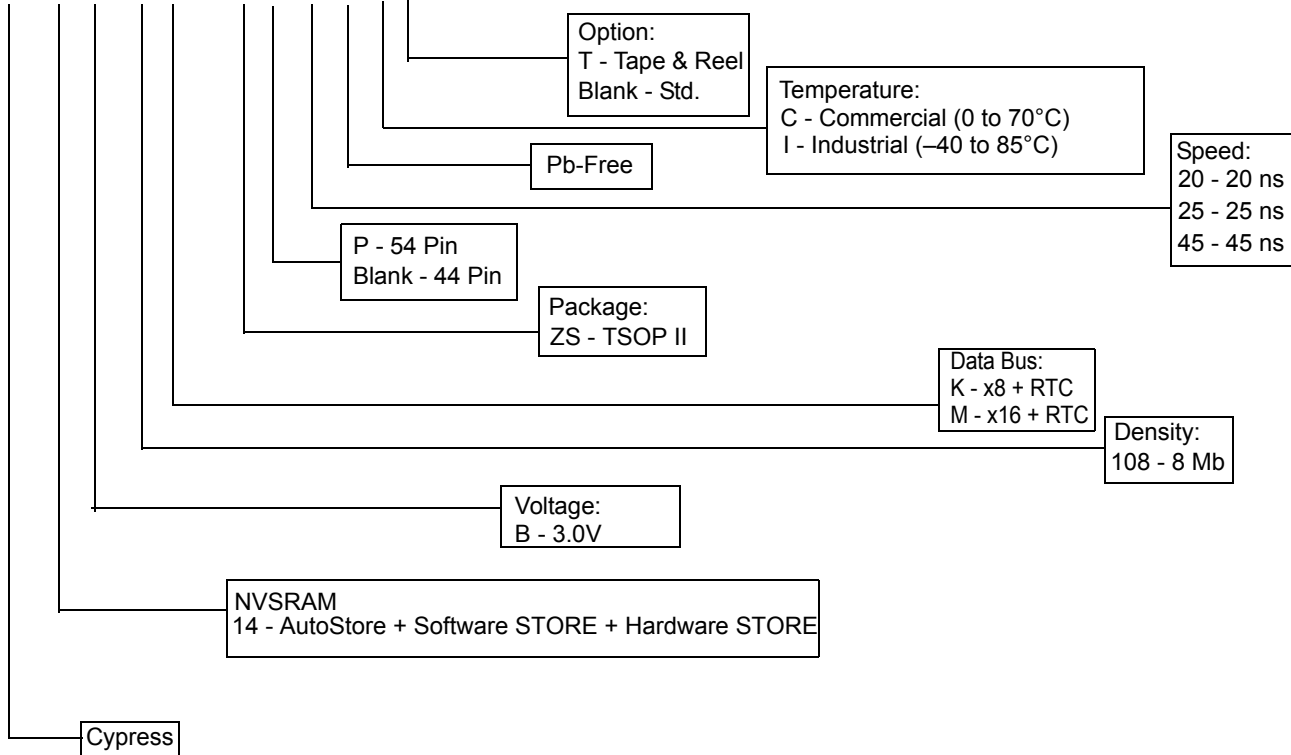 Option:
T - Tape & Reel
Blank - Std.
Temperature:
C - Commercial (0 to 70°C)
I - Industrial (–40 to 85°C)
Speed:
20 - 20 ns
25 - 25 ns
45 - 45 ns
Pb-Free
P - 54 Pin
Blank - 44 Pin
Package:
ZS - TSOP II
Data Bus:
K - x8 + RTC
M - x16 + RTC
Density:
108 - 8 Mb
Voltage:
B - 3.0V
NVSRAM
14 - AutoStore + Software STORE + Hardware STORE
Cypress